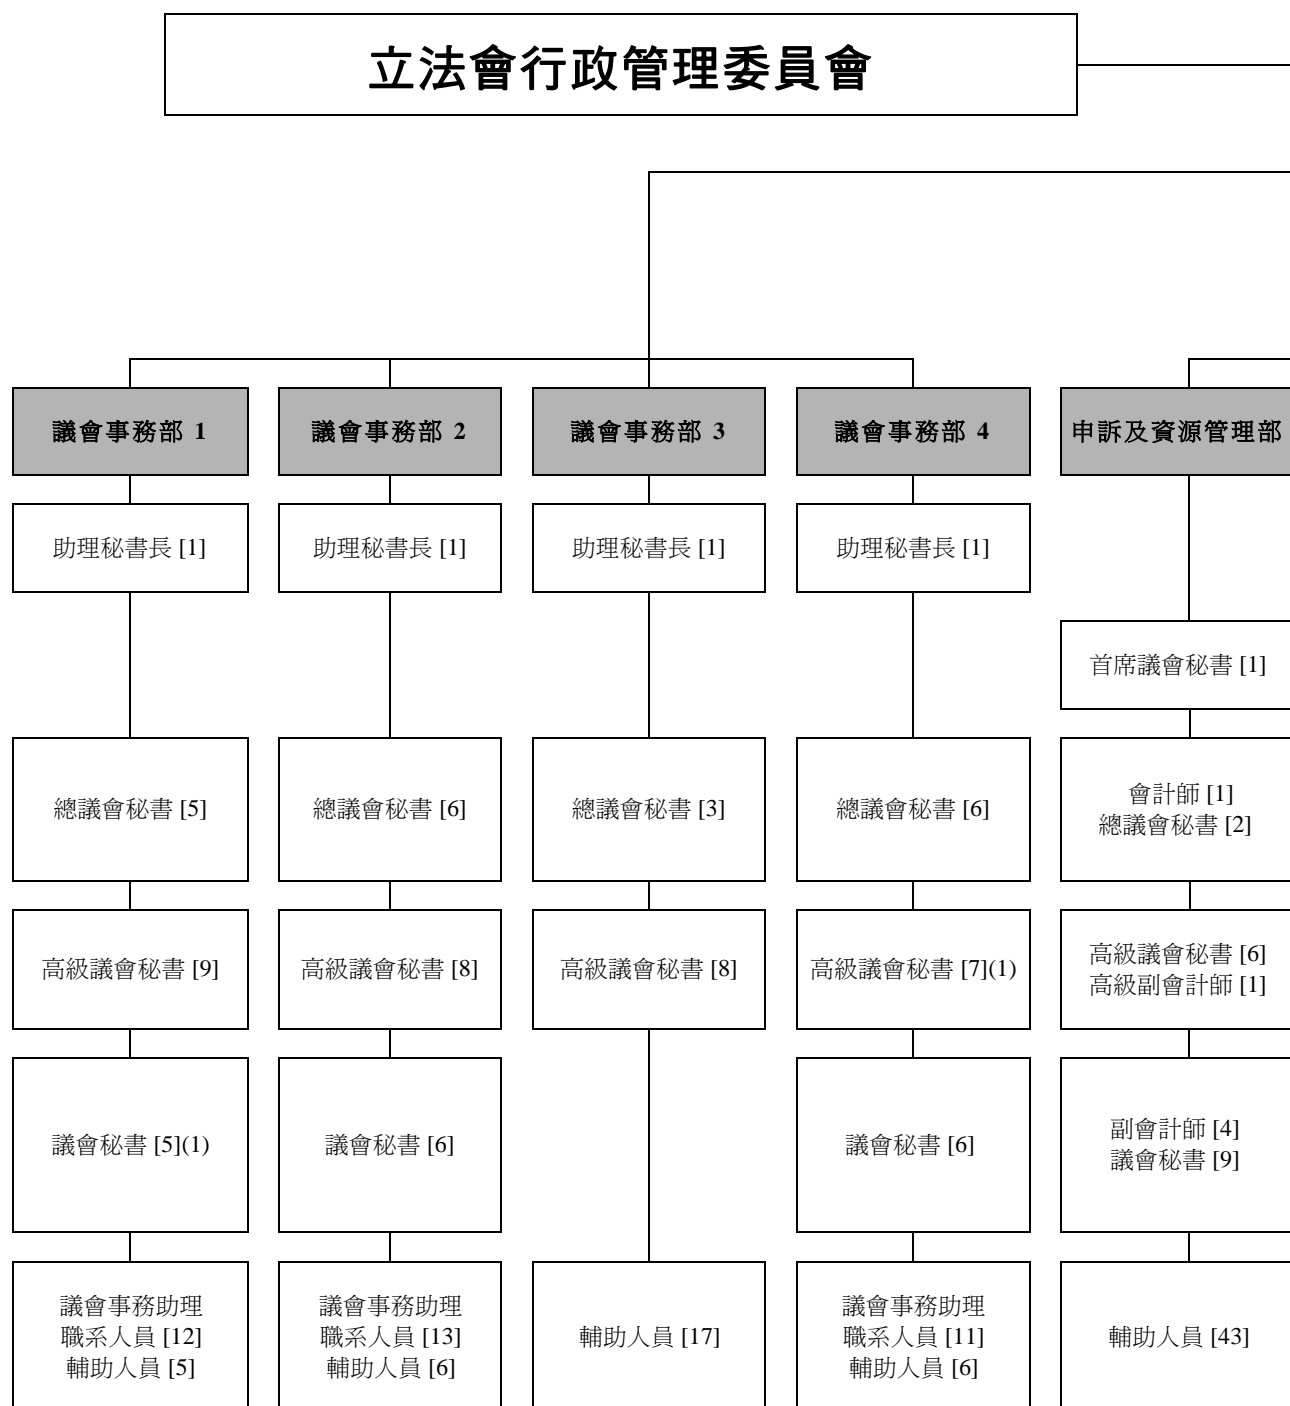 立法會行政管理委員會
議會事務部 1
議會事務部 2
議會事務部 3
議會事務部 4
申訴及資源管理部
助理秘書長 [1]
助理秘書長 [1]
助理秘書長 [1]
助理秘書長 [1]
首席議會秘書 [1]
總議會秘書 [5]
總議會秘書 [6]
總議會秘書 [3]
總議會秘書 [6]
會計師 [1]
總議會秘書 [2]
高級議會秘書 [9]
高級議會秘書 [8]
高級議會秘書 [8]
高級議會秘書 [7](1)
高級議會秘書 [6]
高級副會計師 [1]
議會秘書 [5](1)
議會秘書 [6]
議會秘書 [6]
副會計師 [4]
議會秘書 [9]
議會事務助理
職系人員 [12]
輔助人員 [5]
議會事務助理
職系人員 [13]
輔助人員 [6]
輔助人員 [17]
議會事務助理
職系人員 [11]
輔助人員 [6]
輔助人員 [43]